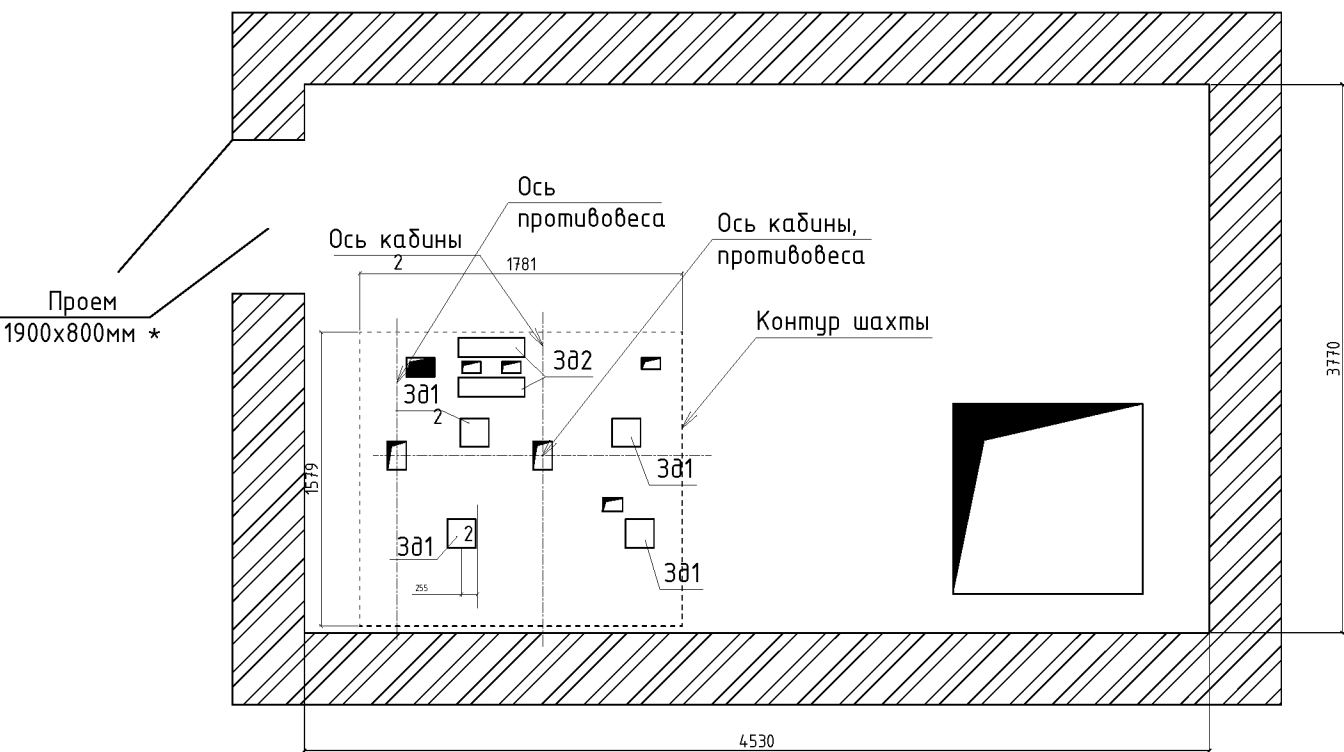 Ось
противовеса
Ось кабины,
противовеса
Ось кабины
2
1781
Проем
1900х800мм *
Контур шахты
3770
Зд2
Зд1
2
Зд1
1579
2
Зд1
Зд1
255
4530